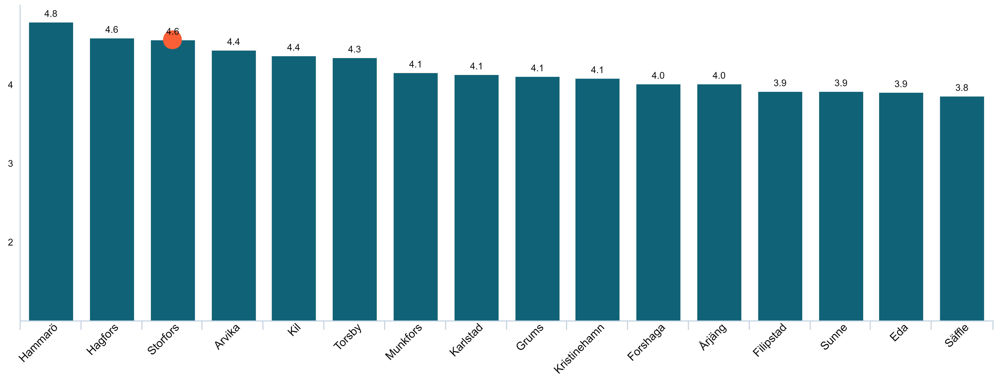 4.8
4.6
4.6
4.4
4.4
4.3
4.1
4.1
4.1
4.1
4.0
4.0
3.9
3.9
3.9
3.8
4
3
2
Hammarö
Hagfors
Storfors
Arvika
Kil
Torsby
Munkfors
Karlstad
Grums
Kristinehamn
Forshaga
Årjäng
Filipstad
Sunne
Eda
Säffle